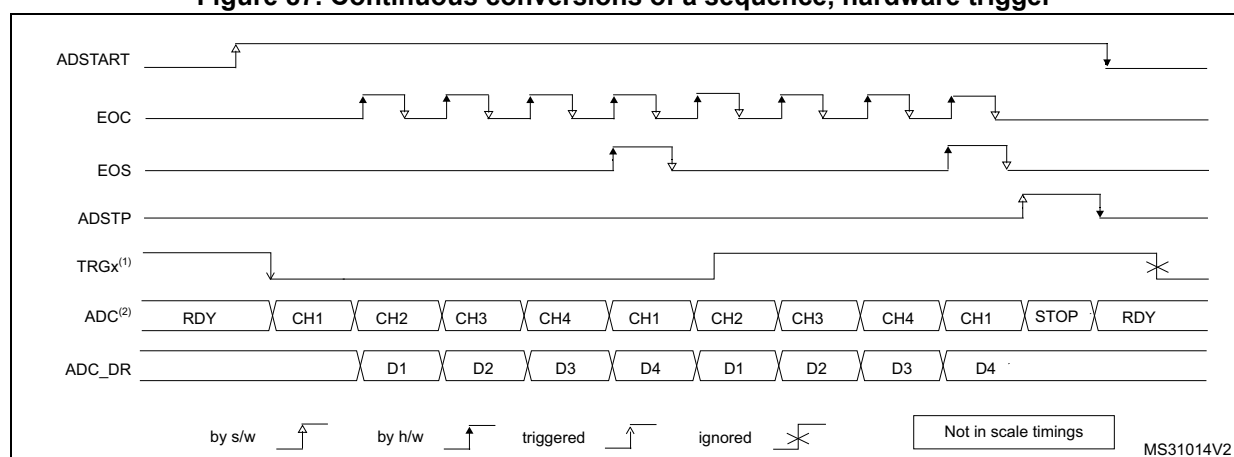 Figure Continuous conversions of a sequence, hardware trigger
ADSTART
EOC
EOS
ADSTP
TRGx(1)
ADC(2) RDY CH1 CH2 CH3 CH4 CH1 CH2 CH3 CH4 CH1 STOP RDY
ADC_DR D1 D2 D3 D4 D1 D2 D3 D4
by s/w by h/w triggered ignored Not in scale timings
MS31014V2